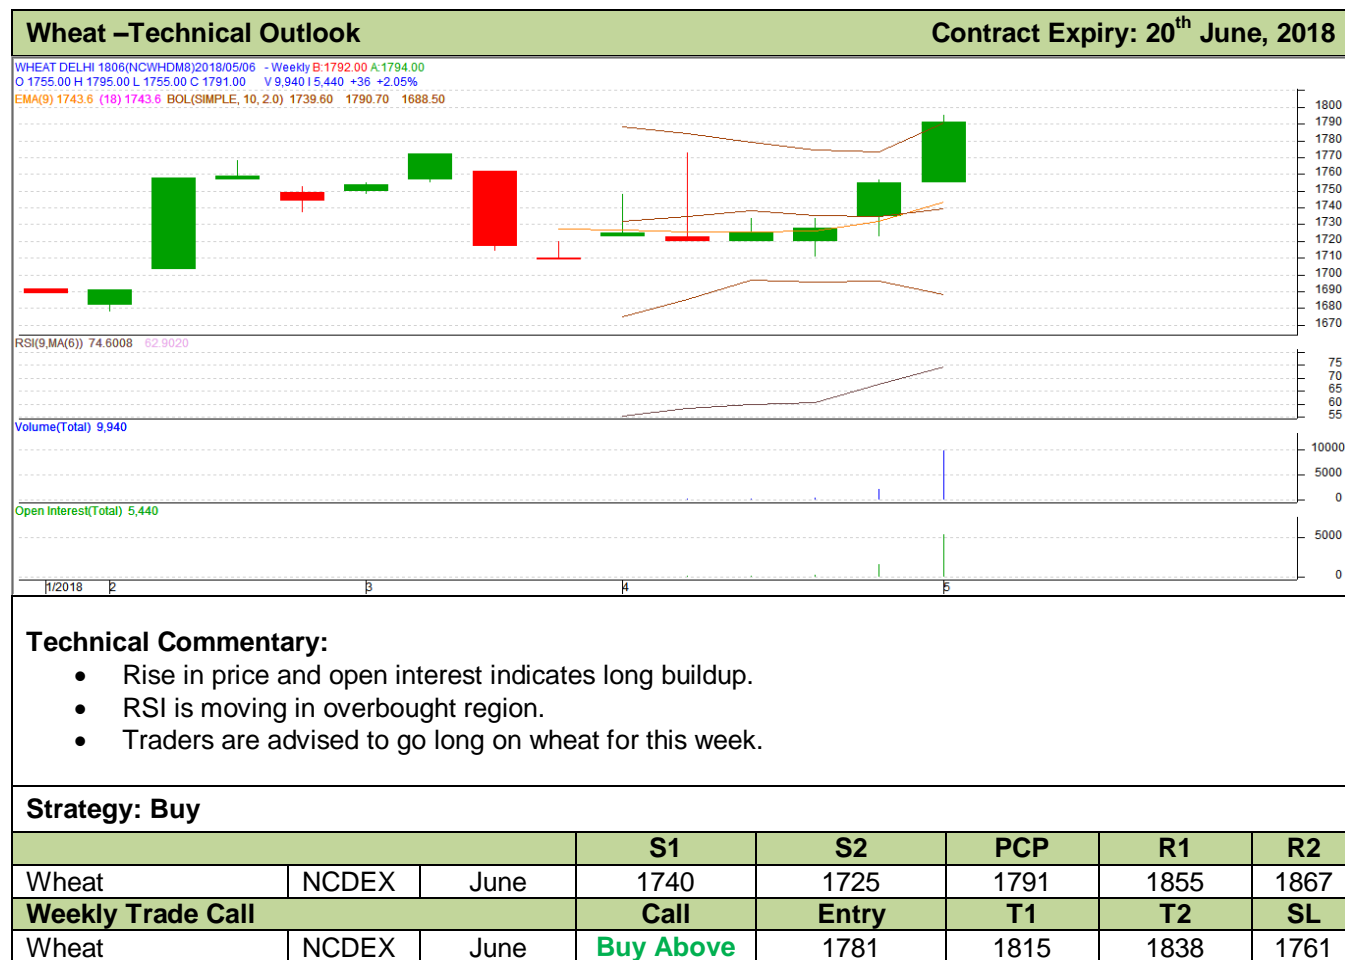 Wheat –Technical Outlook Contract Expiry: 20th June, 2018
WHEAT DELHI 1806(NCWHDM8)2018/05/06 - Weekly B:1792.00 A:1794.00
O 1755.00 H 1795.00 L 1755.00 C 1791.00 V 9,940 I 5,440 +36 +2.05%
EMA(9) 1743.6 (18) 1743.6 BOL(SIMPLE, 10, 2.0) 1739.60 1790.70 1688.50
1800
1790
1780
1770
1760
1750
1740
1730
1720
1710
1700
1690
1680
1670
RSI(9,MA(6)) 74.6008 62.9020
75
70
65
60
55
Volume(Total) 9,940
10000
5000
0
Open Interest(Total) 5,440
5000
0
1/2018 2 3 4 5
Technical Commentary:
• Rise in price and open interest indicates long buildup.
• RSI is moving in overbought region.
• Traders are advised to go long on wheat for this week.
Strategy: Buy
S1 S2 PCP R1 R2
Wheat NCDEX June 1740 1725 1791 1855 1867
Weekly Trade Call Call Entry T1 T2 SL
Wheat NCDEX June Buy Above 1781 1815 1838 1761